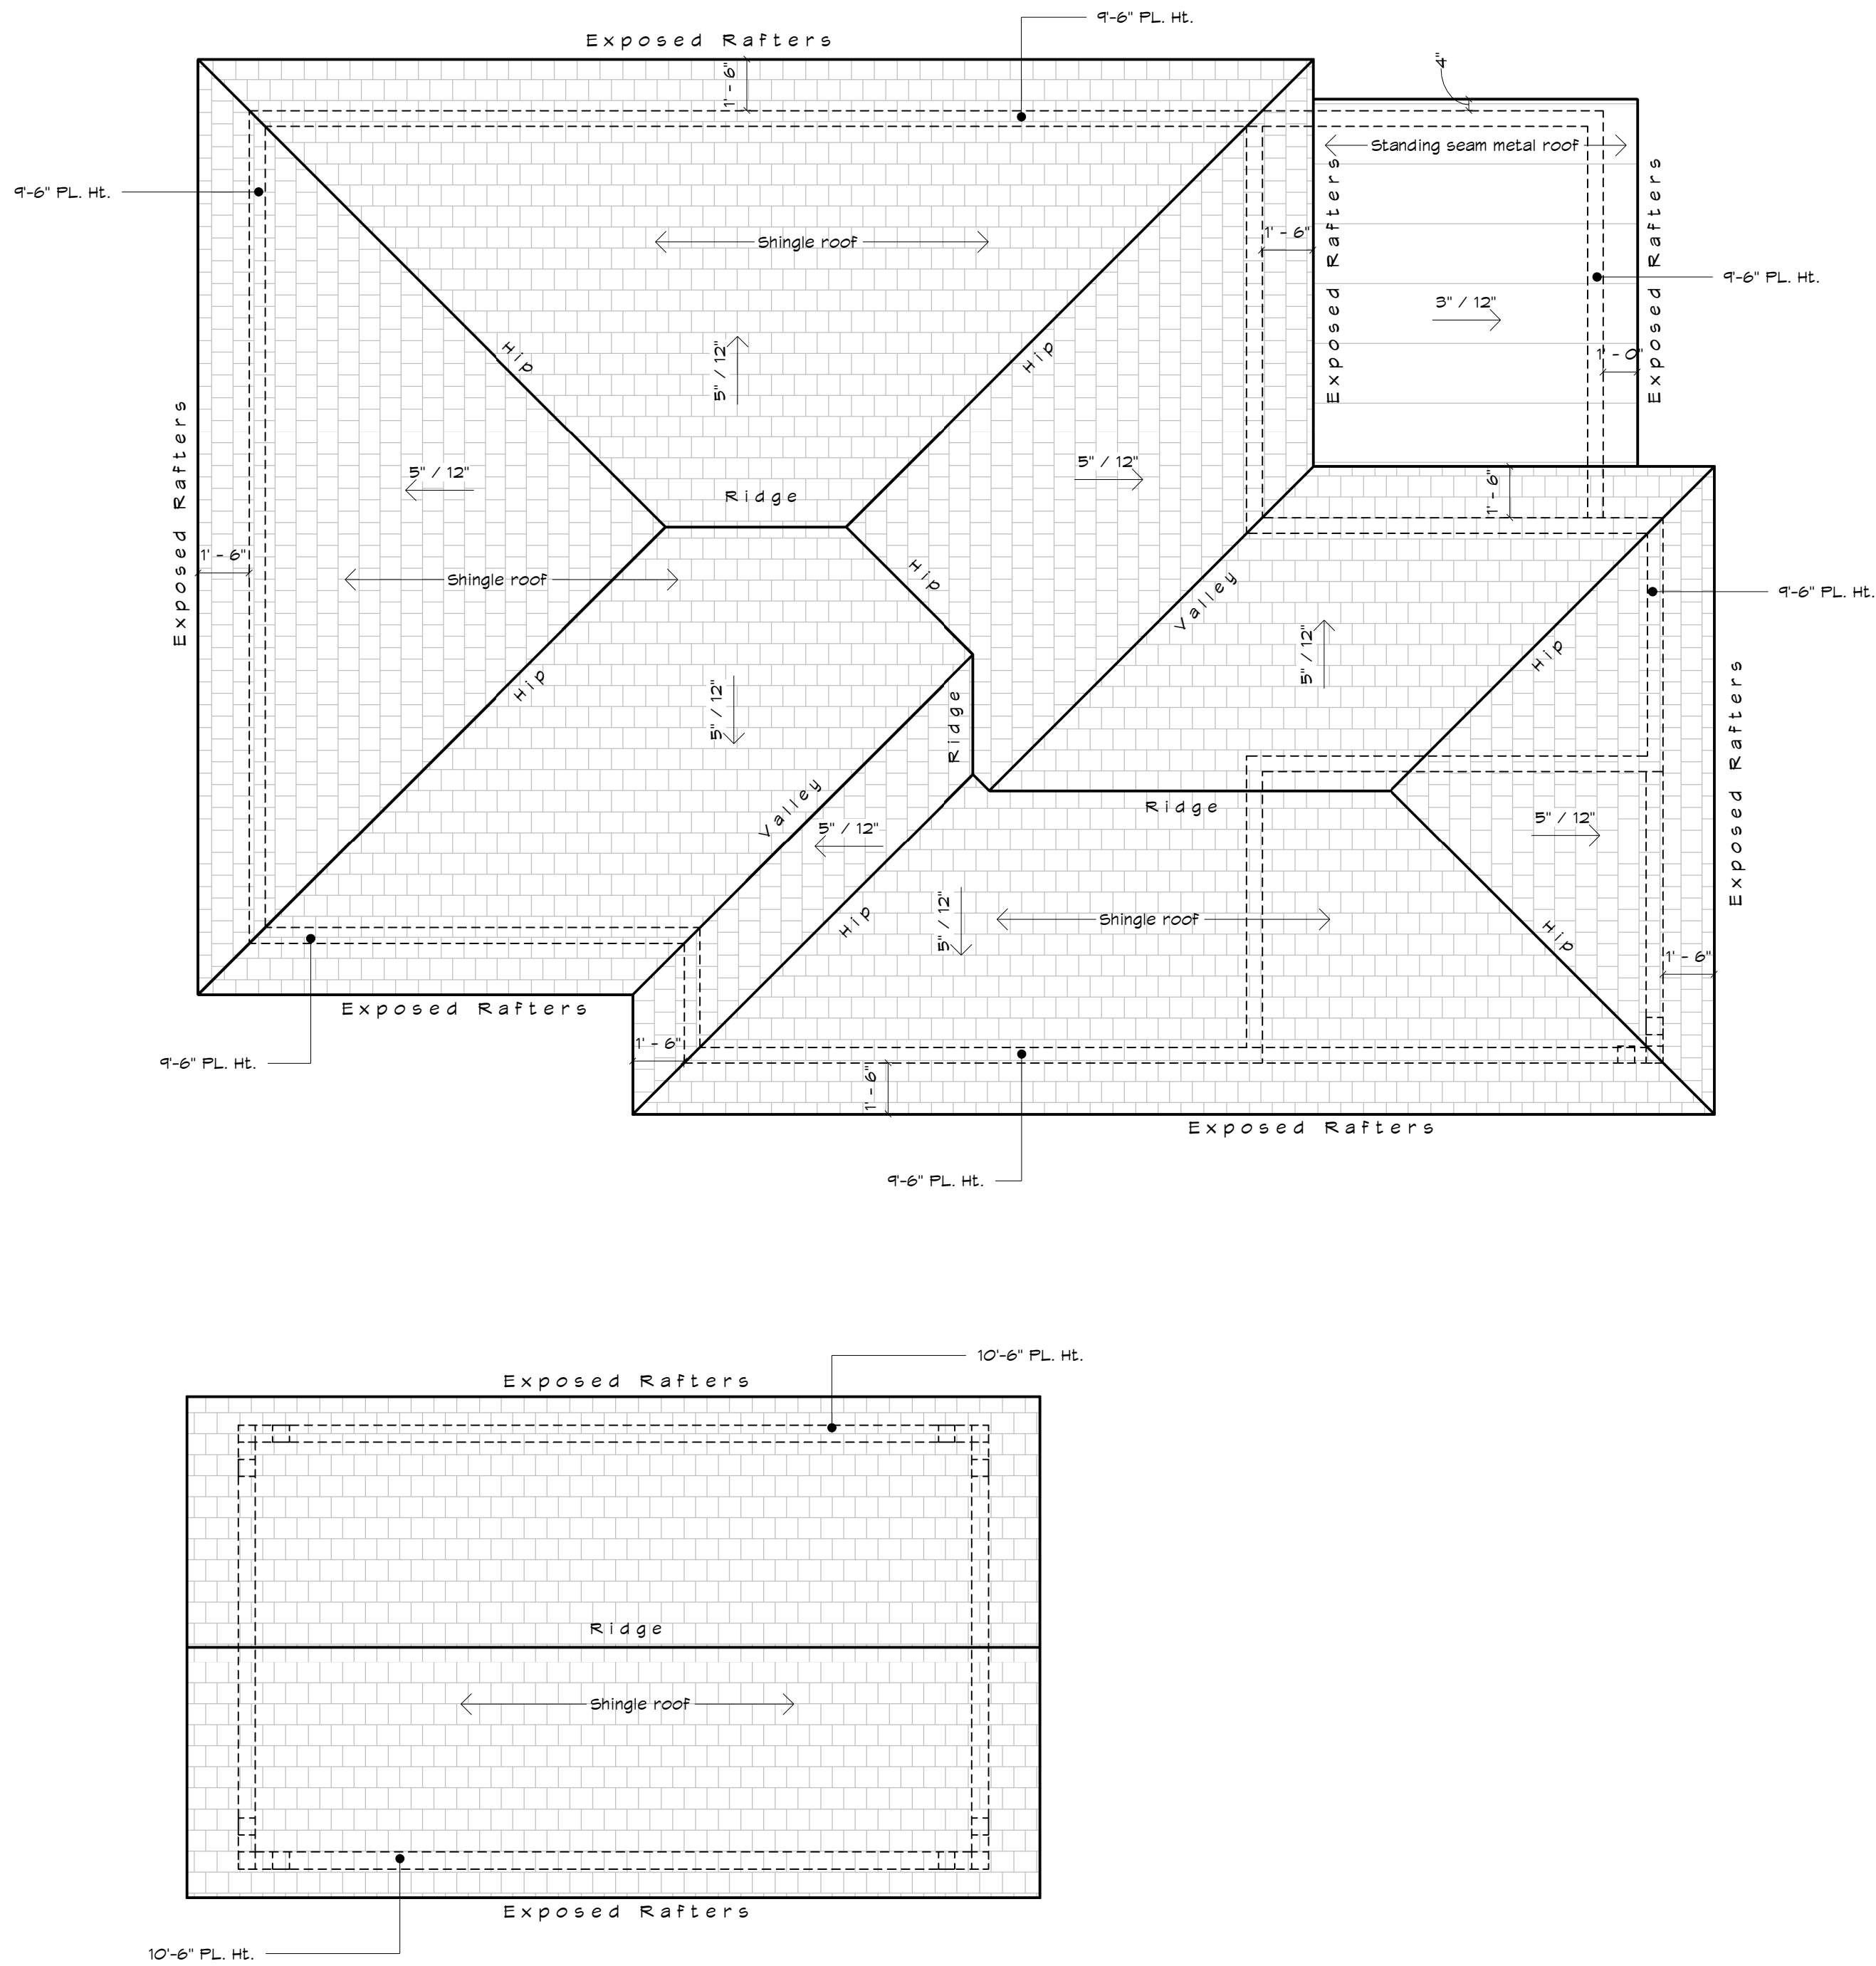 9'-6" PL. Ht.
Exposed Rafters
4"
1' - 6"
Standing seam metal roof
9'-6" PL. Ht.
Shingle roof
1' - 6"
Exposed Rafters
Exposed Rafters
9'-6" PL. Ht.
3" / 12"
Hip
Hip
5" / 12"
1' - 0"
5" / 12"
5" / 12"
Ridge
1' - 6"
Exposed Rafters
1' - 6"
Shingle roof
Hip
Valley
9'-6" PL. Ht.
5" / 12"
Hip
Hip
5" / 12"
Ridge
Exposed Rafters
Valley
Ridge
5" / 12"
5" / 12"
Hip
5" / 12"
Shingle roof
Hip
1' - 6"
Exposed Rafters
1' - 6"
9'-6" PL. Ht.
1' - 6"
Exposed Rafters
9'-6" PL. Ht.
10'-6" PL. Ht.
Exposed Rafters
Ridge
Shingle roof
Exposed Rafters
10'-6" PL. Ht.